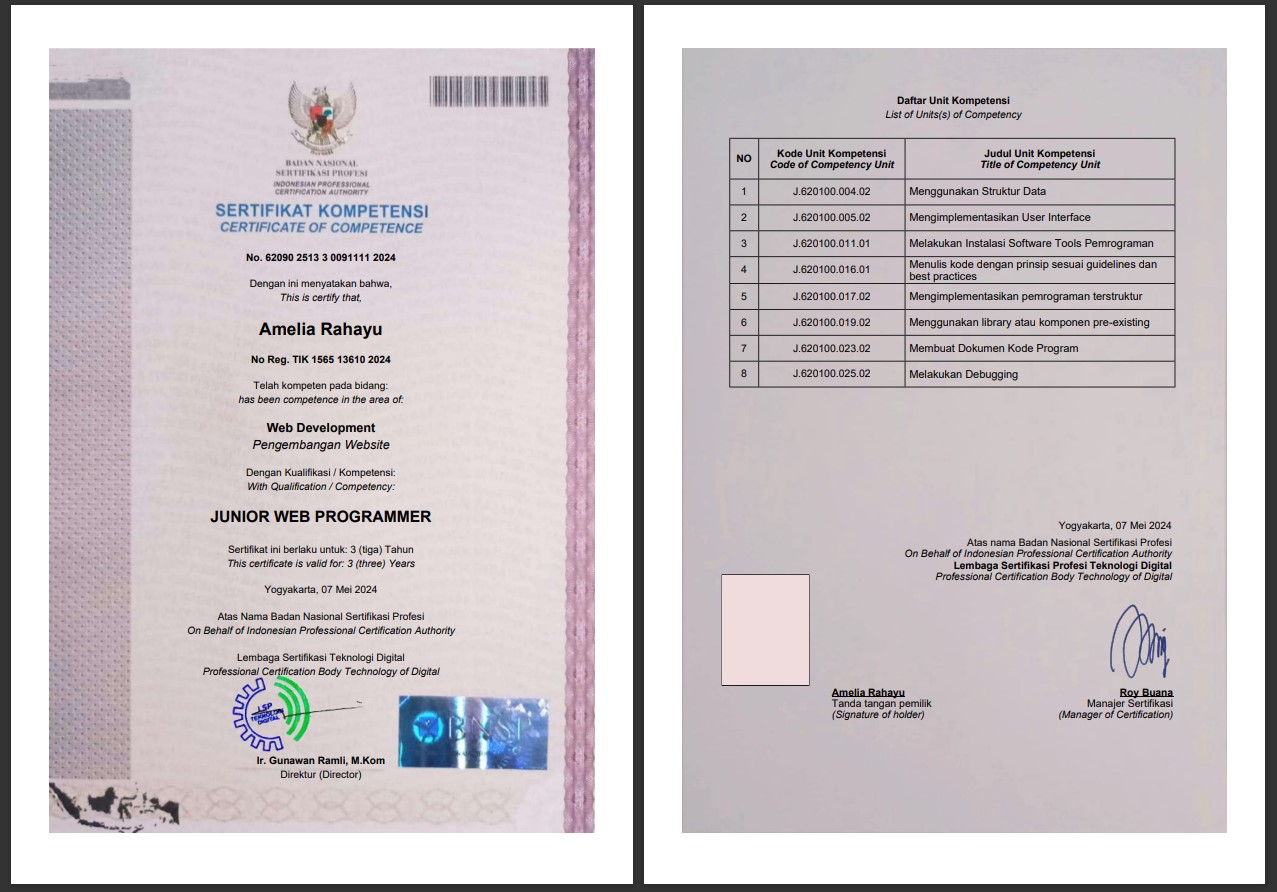 BADAN NASIONAL
SERTIFIKASI PROFESI
INDONESIAN PROFESSIONAL
CERTIFICATION AUTHORITY
SERTIFIKAT KOMPETENSI
CERTIFICATE OF COMPETENCE
No. 62090 2513 3 0091111 2024
Dengan ini menyatakan bahwa,
This is certify that,
Amelia Rahayu
No Reg. TIK 1565 13610 2024
Telah kompeten pada bidang:
has been competence in the area of:
Web Development
Pengembangan Website
Dengan Kualifikasi / Kompetensi:
With Qualification / Competency:
JUNIOR WEB PROGRAMMER
Sertifikat ini berlaku untuk: 3 (tiga) Tahun
This certificate is valid for: 3 (three) Years
Yogyakarta, 07 Mei 2024
Atas Nama Badan Nasional Sertifikasi Profesi
On Behalf of Indonesian Professional Certification Authority
Lembaga Sertifikasi Teknologi Digital
Professional Certification Body Technology of Digital
LSP
TEKNOLOGI
DIGITAL
BNSP
Ir. Gunawan Ramli, M.Kom
Direktur (Director)
Daftar Unit Kompetensi
List of Units(s) of Competency
NO Kode Unit Kompetensi Judul Unit Kompetensi
Code of Competency Unit Title of Competency Unit
1 J.620100.004.02 Menggunakan Struktur Data
2 J.620100.005.02 Mengimplementasikan User Interface
3 J.620100.011.01 Melakukan Instalasi Software Tools Pemrograman
4 J.620100.016.01 Menulis kode dengan prinsip sesuai guidelines dan
best practices
5 J.620100.017.02 Mengimplementasikan pemrograman terstruktur
6 J.620100.019.02 Menggunakan library atau komponen pre-existing
7 J.620100.023.02 Membuat Dokumen Kode Program
8 J.620100.025.02 Melakukan Debugging
Yogyakarta, 07 Mei 2024
Atas nama Badan Nasional Sertifikasi Profesi
On Behalf of Indonesian Professional Certification Authority
Lembaga Sertifikasi Profesi Teknologi Digital
Professional Certification Body Technology of Digital
Amelia Rahayu
Tanda tangan pemilik
(Signature of holder)
Roy Buana
Manajer Sertifikasi
(Manager of Certification)